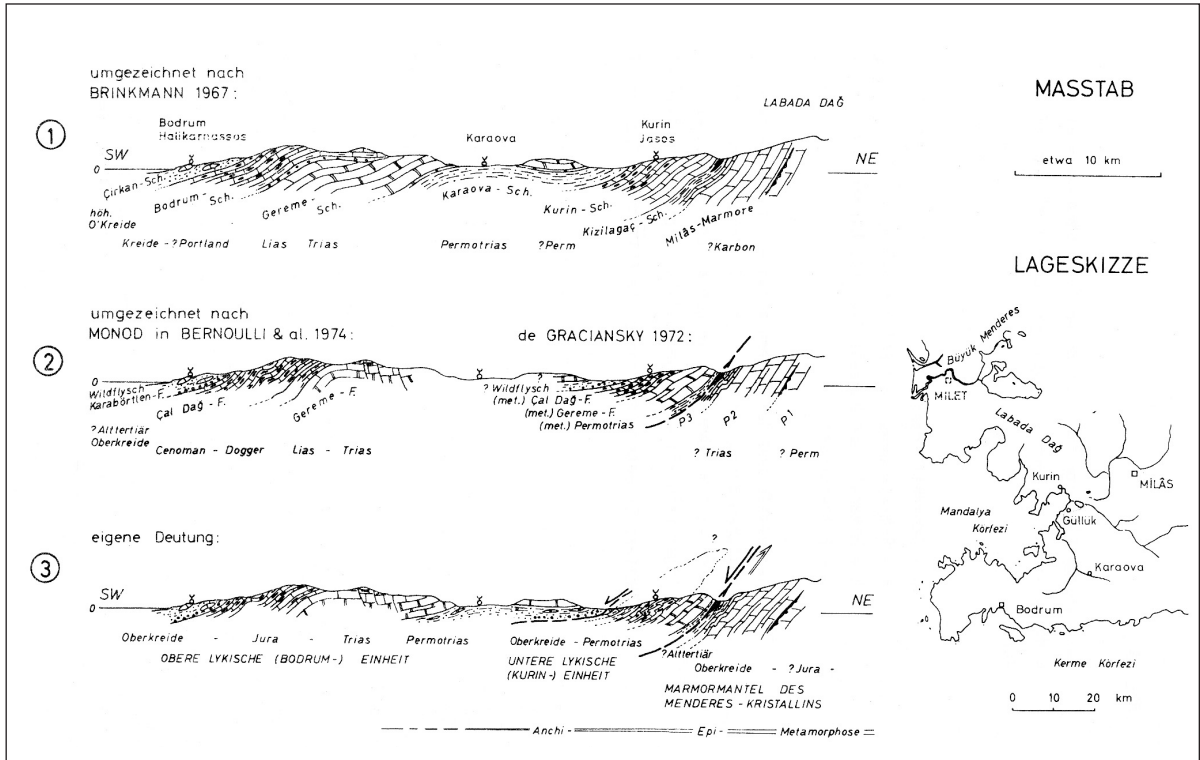 umgezeichnet nach
BRINKMANN 1967:
LABADA DAĞ
1
Bodrum
Halikarnassos
Karaova
Kurin
Jasos
SW
0
NE
Çirkan-Sch.
Bodrum-Sch.
Gereme-Sch.
Karaova-Sch.
Kurin-Sch.
Kizilagaç-Sch.
Milâs-Marmore
höh.
O'Kreide
Kreide - ?Portland Lias Trias Permotrias ?Perm ?Karbon
umgezeichnet nach
MONOD in BERNOULLI & al. 1974: de GRACIANSKY 1972:
2
0
Wildflysch
Karabörtlen-F.
Çal Dağ-F.
Gereme-F.
?
? Wildflysch
(met.) Çal Dağ-F.
(met.) Gereme-F.
(met.) Permotrias
P3
P2
P1
?Alttertiär
Oberkreide
Cenoman - Dogger Lias - Trias ? Trias ? Perm
eigene Deutung:
3
?
SW
0
NE
Oberkreide - Jura - Trias Permotrias
OBERE LYKISCHE (BODRUM-) EINHEIT
Oberkreide - Permotrias
UNTERE LYKISCHE
(KURIN-) EINHEIT
?Alttertiär
Oberkreide - ?Jura -
MARMORMANTEL DES
MENDERES-KRISTALLINS
Anchi- Epi- Metamorphose
MASSTAB
etwa 10 km
LAGESKIZZE
Büyük Menderes
MİLET
Labada Dağ
Kurin
MİLÂS
Mandalya
Körfezi
Güllük
Karaova
Bodrum
Kerme Körfezi
0 10 20 km